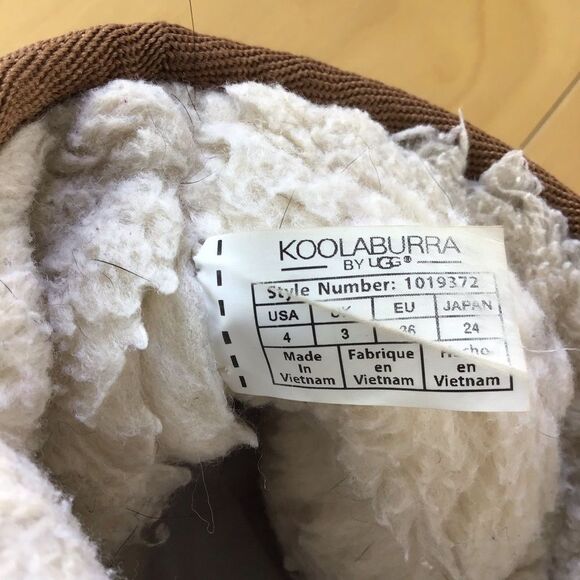 KOOLABURRA
BY UGG®
Style Number: 1019372
USA EU JAPAN
4 3 24
Made Fabrique
In en en
Vietnam Vietnam Vietnam